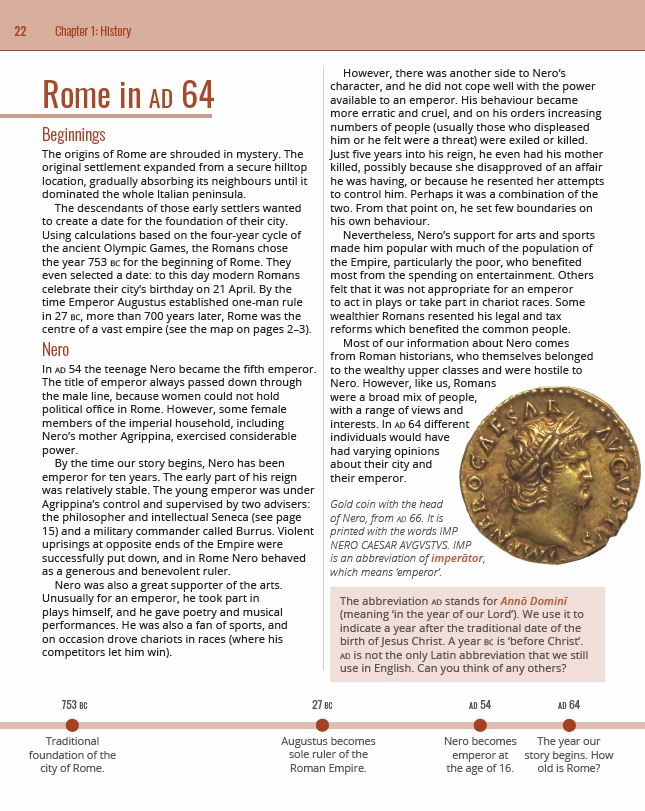 22 Chapter 1: History
Rome in AD 64
Beginnings
The origins of Rome are shrouded in mystery. The
original settlement expanded from a secure hilltop
location, gradually absorbing its neighbours until it
dominated the whole Italian peninsula.
The descendants of those early settlers wanted
to create a date for the foundation of their city.
Using calculations based on the four-year cycle of
the ancient Olympic Games, the Romans chose
the year 753 BC for the beginning of Rome. They
even selected a date: to this day modern Romans
celebrate their city's birthday on 21 April. By the
time Emperor Augustus established one-man rule
in 27 BC, more than 700 years later, Rome was the
centre of a vast empire (see the map on pages 2–3).
Nero
In AD 54 the teenage Nero became the fifth emperor.
The title of emperor always passed down through
the male line, because women could not hold
political office in Rome. However, some female
members of the imperial household, including
Nero's mother Agrippina, exercised considerable
power.
By the time our story begins, Nero has been
emperor for ten years. The early part of his reign
was relatively stable. The young emperor was under
Agrippina's control and supervised by two advisers:
the philosopher and intellectual Seneca (see page
15) and a military commander called Burrus. Violent
uprisings at opposite ends of the Empire were
successfully put down, and in Rome Nero behaved
as a generous and benevolent ruler.
Nero was also a great supporter of the arts.
Unusually for an emperor, he took part in
plays himself, and he gave poetry and musical
performances. He was also a fan of sports, and
on occasion drove chariots in races (where his
competitors let him win).
However, there was another side to Nero's
character, and he did not cope well with the power
available to an emperor. His behaviour became
more erratic and cruel, and on his orders increasing
numbers of people (usually those who displeased
him or he felt were a threat) were exiled or killed.
Just five years into his reign, he even had his mother
killed, possibly because she disapproved of an affair
he was having, or because he resented her attempts
to control him. Perhaps it was a combination of the
two. From that point on, he set few boundaries on
his own behaviour.
Nevertheless, Nero's support for arts and sports
made him popular with much of the population of
the Empire, particularly the poor, who benefited
most from the spending on entertainment. Others
felt that it was not appropriate for an emperor
to act in plays or take part in chariot races. Some
wealthier Romans resented his legal and tax
reforms which benefited the common people.
Most of our information about Nero comes
from Roman historians, who themselves belonged
to the wealthy upper classes and were hostile to
Nero. However, like us, Romans
were a broad mix of people,
with a range of views and
interests. In AD 64 different
individuals would have
had varying opinions
about their city and
their emperor.
IMP NERO CAESAR AVGVSTVS
Gold coin with the head
of Nero, from AD 66. It is
printed with the words IMP
NERO CAESAR AVGVSTVS. IMP
is an abbreviation of imperātor,
which means 'emperor'.
The abbreviation AD stands for Annō Dominī
(meaning 'in the year of our Lord'). We use it to
indicate a year after the traditional date of the
birth of Jesus Christ. A year BC is 'before Christ'.
AD is not the only Latin abbreviation that we still
use in English. Can you think of any others?
753 BC
Traditional
foundation of the
city of Rome.
27 BC
Augustus becomes
sole ruler of the
Roman Empire.
AD 54
Nero becomes
emperor at
the age of 16.
AD 64
The year our
story begins. How
old is Rome?